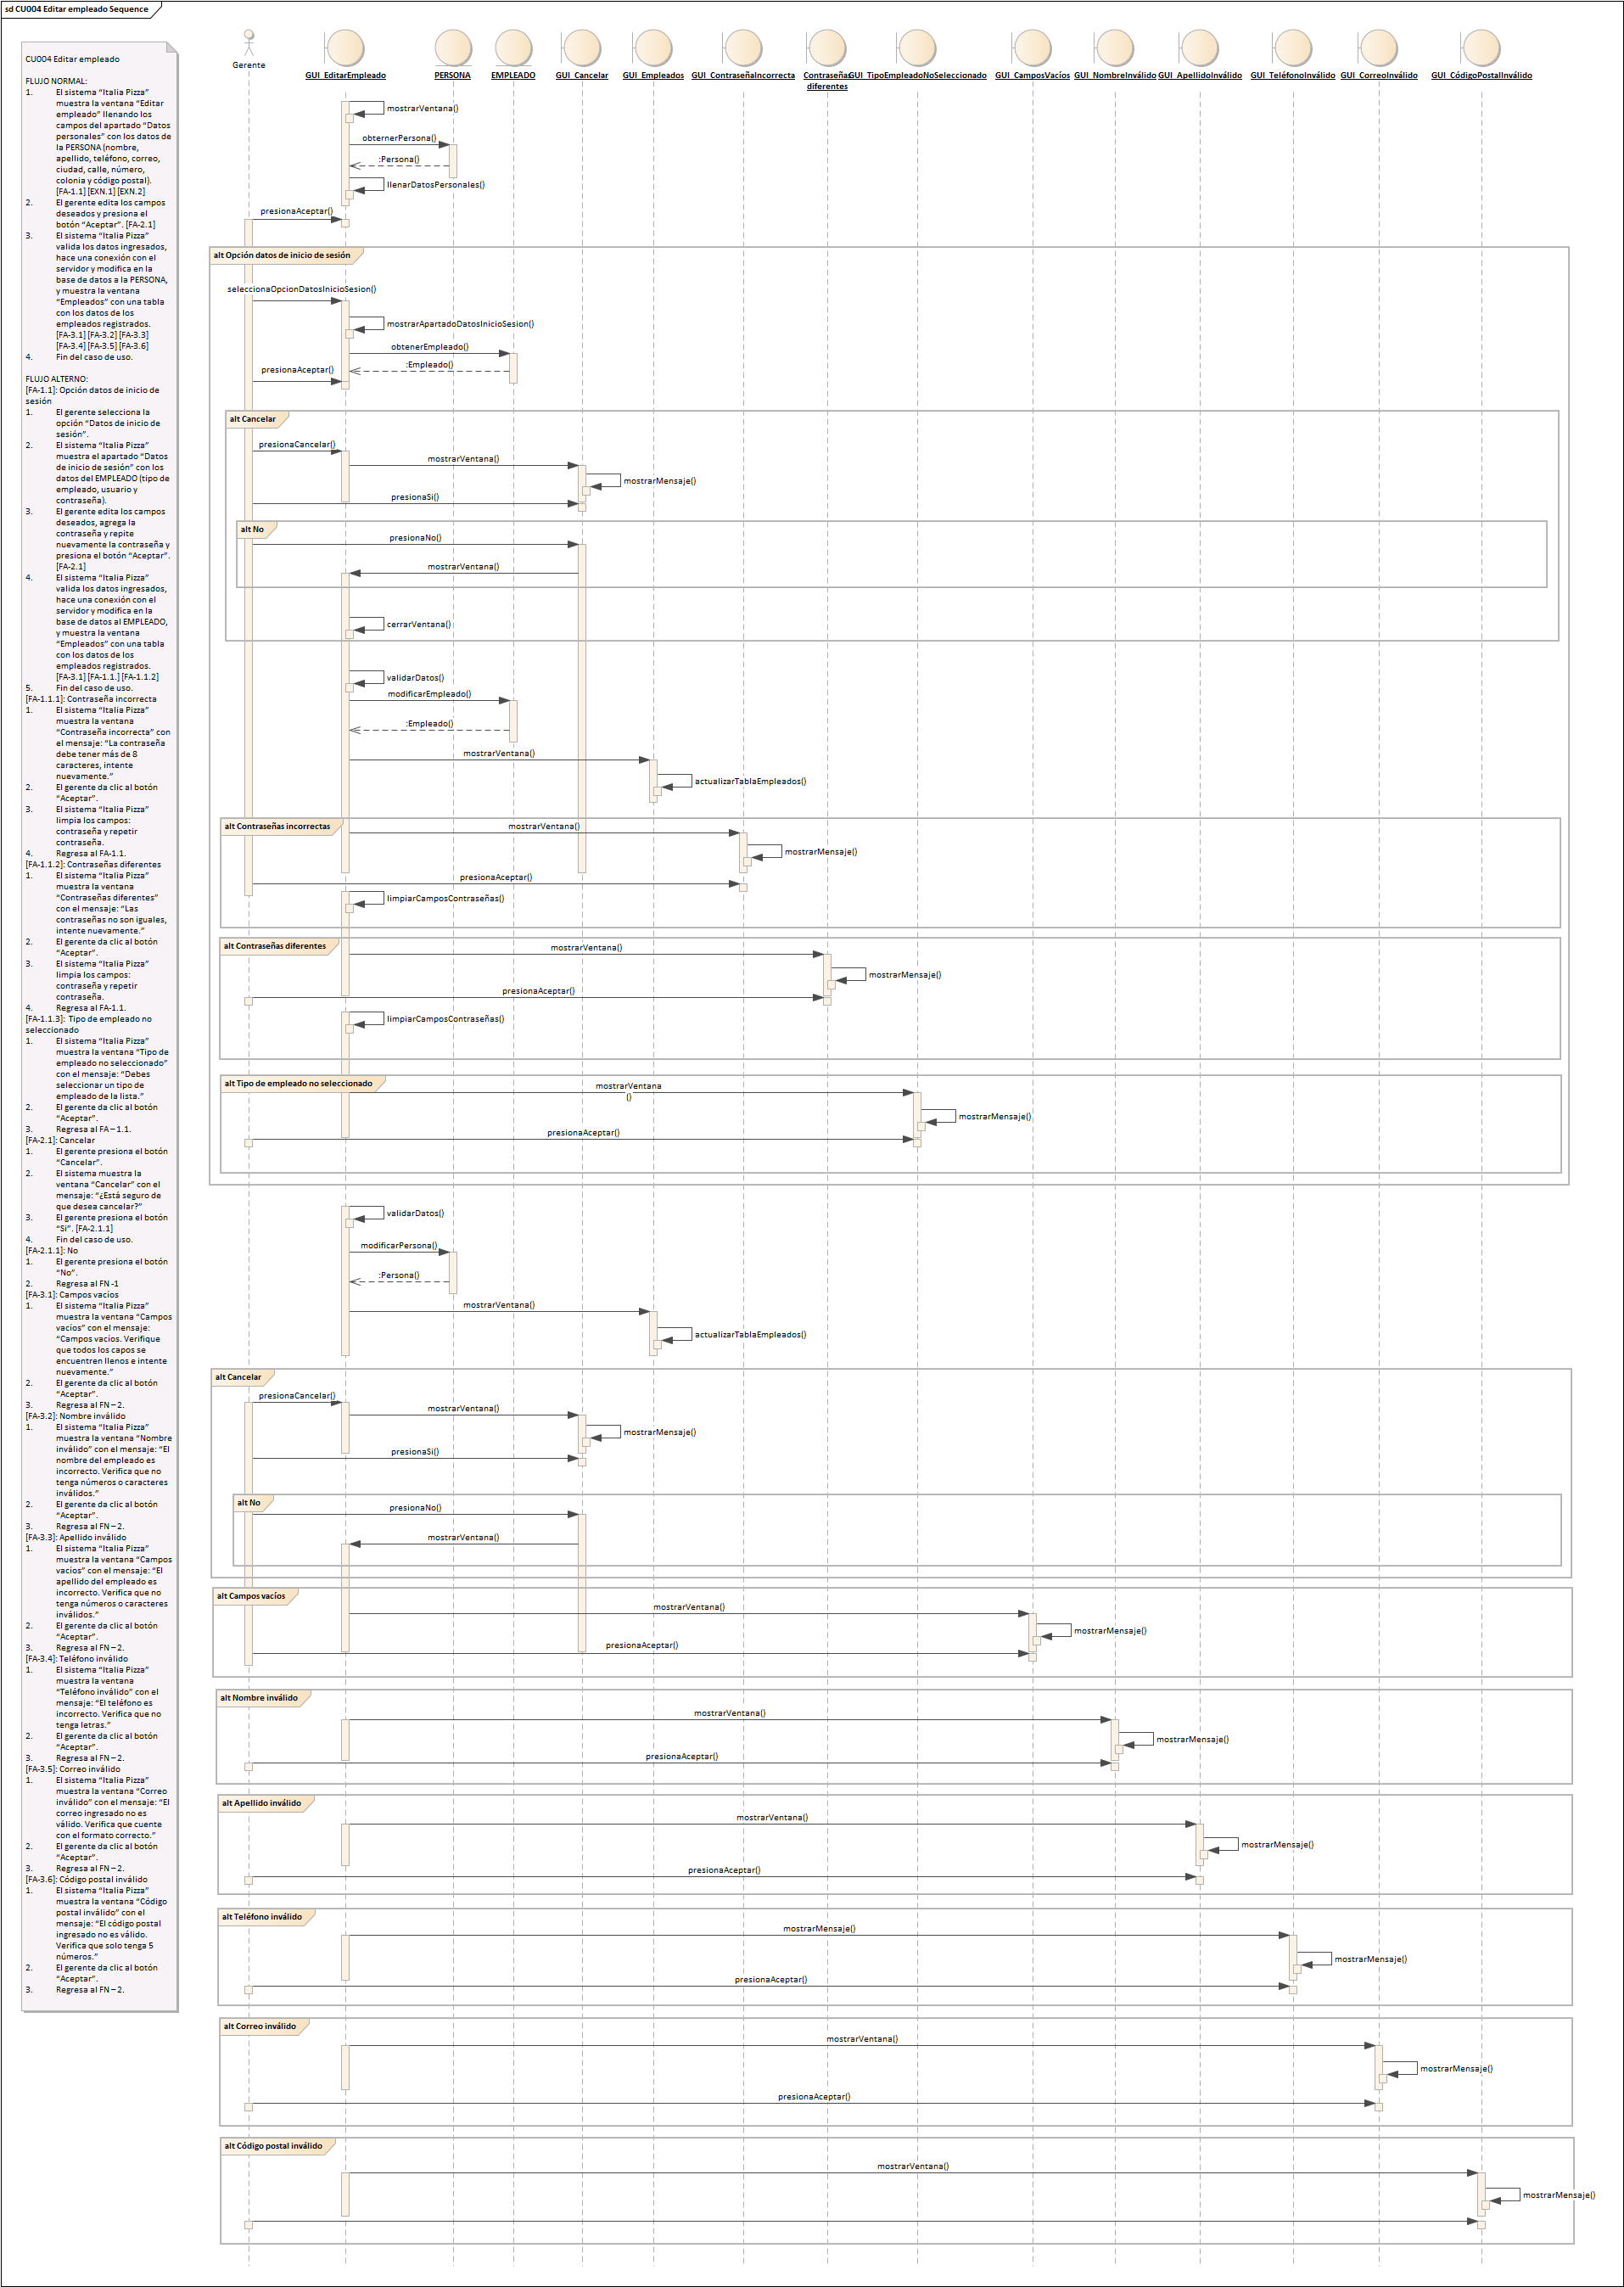 sd CU004 Editar empleado Sequence
CU004 Editar empleado
FLUJO NORMAL:
1. El sistema “Italia Pizza”
muestra la ventana “Editar
empleado” llenando los
campos del apartado “Datos
personales” con los datos de
la PERSONA (nombre,
apellido, teléfono, correo,
ciudad, calle, número,
colonia y código postal).
[FA-1.1] [EXN.1] [EXN.2]
2. El gerente edita los campos
deseados y presiona el
botón “Aceptar”. [FA-2.1]
3. El sistema “Italia Pizza”
valida los datos ingresados,
hace una conexión con el
servidor y modifica en la
base de datos a la PERSONA,
y muestra la ventana
“Empleados” con una tabla
con los datos de los
empleados registrados.
[FA-3.1] [FA-3.2] [FA-3.3]
[FA-3.4] [FA-3.5] [FA-3.6]
4. Fin del caso de uso.
FLUJO ALTERNO:
[FA-1.1]: Opción datos de inicio de
sesión
1. El gerente selecciona la
opción “Datos de inicio de
sesión”.
2. El sistema “Italia Pizza”
muestra el apartado “Datos
de inicio de sesión” con los
datos del EMPLEADO (tipo de
empleado, usuario y
contraseña).
3. El gerente edita los campos
deseados, agrega la
contraseña y repite
nuevamente la contraseña y
presiona el botón “Aceptar”.
[FA-2.1]
4. El sistema “Italia Pizza”
valida los datos ingresados,
hace una conexión con el
servidor y modifica en la
base de datos al EMPLEADO,
y muestra la ventana
“Empleados” con una tabla
con los datos de los
empleados registrados.
[FA-3.1] [FA-1.1.] [FA-1.1.2]
5. Fin del caso de uso.
[FA-1.1.1]: Contraseña incorrecta
1. El sistema “Italia Pizza”
muestra la ventana
“Contraseña incorrecta” con
el mensaje: “La contraseña
debe tener más de 8
caracteres, intente
nuevamente.”
2. El gerente da clic al botón
“Aceptar”.
3. El sistema “Italia Pizza”
limpia los campos:
contraseña y repetir
contraseña.
4. Regresa al FA-1.1.
[FA-1.1.2]: Contraseñas diferentes
1. El sistema “Italia Pizza”
muestra la ventana
“Contraseñas diferentes”
con el mensaje: “Las
contraseñas no son iguales,
intente nuevamente.”
2. El gerente da clic al botón
“Aceptar”.
3. El sistema “Italia Pizza”
limpia los campos:
contraseña y repetir
contraseña.
4. Regresa al FA-1.1.
[FA-1.1.3]: Tipo de empleado no
seleccionado
1. El sistema “Italia Pizza”
muestra la ventana “Tipo de
empleado no seleccionado”
con el mensaje: “Debes
seleccionar un tipo de
empleado de la lista.”
2. El gerente da clic al botón
“Aceptar”.
3. Regresa al FA – 1.1.
[FA-2.1]: Cancelar
1. El gerente presiona el botón
“Cancelar”.
2. El sistema muestra la
ventana “Cancelar” con el
mensaje: “¿Está seguro de
que desea cancelar?”
3. El gerente presiona el botón
“Si”. [FA-2.1.1]
4. Fin del caso de uso.
[FA-2.1.1]: No
1. El gerente presiona el botón
“No”.
2. Regresa al FN -1
[FA-3.1]: Campos vacíos
1. El sistema “Italia Pizza”
muestra la ventana “Campos
vacíos” con el mensaje:
“Campos vacíos. Verifique
que todos los capos se
encuentren llenos e intente
nuevamente.”
2. El gerente da clic al botón
“Aceptar”.
3. Regresa al FN – 2.
[FA-3.2]: Nombre inválido
1. El sistema “Italia Pizza”
muestra la ventana “Nombre
inválido” con el mensaje: “El
nombre del empleado es
incorrecto. Verifica que no
tenga números o caracteres
inválidos.”
2. El gerente da clic al botón
“Aceptar”.
3. Regresa al FN – 2.
[FA-3.3]: Apellido inválido
1. El sistema “Italia Pizza”
muestra la ventana “Campos
vacíos” con el mensaje: “El
apellido del empleado es
incorrecto. Verifica que no
tenga números o caracteres
inválidos.”
2. El gerente da clic al botón
“Aceptar”.
3. Regresa al FN – 2.
[FA-3.4]: Teléfono inválido
1. El sistema “Italia Pizza”
muestra la ventana
“Teléfono inválido” con el
mensaje: “El teléfono es
incorrecto. Verifica que no
tenga letras.”
2. El gerente da clic al botón
“Aceptar”.
3. Regresa al FN – 2.
[FA-3.5]: Correo inválido
1. El sistema “Italia Pizza”
muestra la ventana “Correo
inválido” con el mensaje: “El
correo ingresado no es
válido. Verifica que cuente
con el formato correcto.”
2. El gerente da clic al botón
“Aceptar”.
3. Regresa al FN – 2.
[FA-3.6]: Código postal inválido
1. El sistema “Italia Pizza”
muestra la ventana “Código
postal inválido” con el
mensaje: “El código postal
ingresado no es válido.
Verifica que solo tenga 5
números.”
2. El gerente da clic al botón
“Aceptar”.
3. Regresa al FN – 2.
Gerente
GUI_EditarEmpleado
PERSONA
EMPLEADO
GUI_Cancelar
GUI_Empleados
GUI_ContraseñaIncorrecta
Contraseñas
diferentes
GUI_TipoEmpleadoNoSeleccionado
GUI_CamposVacíos
GUI_NombreInválido
GUI_ApellidoInválido
GUI_TeléfonoInválido
GUI_CorreoInválido
GUI_CódigoPostalInválido
mostrarVentana()
obternerPersona()
:Persona()
llenarDatosPersonales()
presionaAceptar()
alt Opción datos de inicio de sesión
seleccionaOpcionDatosInicioSesion()
mostrarApartadoDatosInicioSesion()
obtenerEmpleado()
:Empleado()
presionaAceptar()
alt Cancelar
presionaCancelar()
mostrarVentana()
mostrarMensaje()
presionaSi()
alt No
presionaNo()
mostrarVentana()
cerrarVentana()
validarDatos()
modificarEmpleado()
:Empleado()
mostrarVentana()
actualizarTablaEmpleados()
alt Contraseñas incorrectas
mostrarVentana()
mostrarMensaje()
presionaAceptar()
limpiarCamposContraseñas()
alt Contraseñas diferentes
mostrarVentana()
mostrarMensaje()
presionaAceptar()
limpiarCamposContraseñas()
alt Tipo de empleado no seleccionado
mostrarVentana
()
mostrarMensaje()
presionaAceptar()
validarDatos()
modificarPersona()
:Persona()
mostrarVentana()
actualizarTablaEmpleados()
alt Cancelar
presionaCancelar()
mostrarVentana()
mostrarMensaje()
presionaSi()
alt No
presionaNo()
mostrarVentana()
alt Campos vacíos
mostrarVentana()
mostrarMensaje()
presionaAceptar()
alt Nombre inválido
mostrarVentana()
mostrarMensaje()
presionaAceptar()
alt Apellido inválido
mostrarVentana()
mostrarMensaje()
presionaAceptar()
alt Teléfono inválido
mostrarMensaje()
mostrarMensaje()
presionaAceptar()
alt Correo inválido
mostrarVentana()
mostrarMensaje()
presionaAceptar()
alt Código postal inválido
mostrarVentana()
mostrarMensaje()